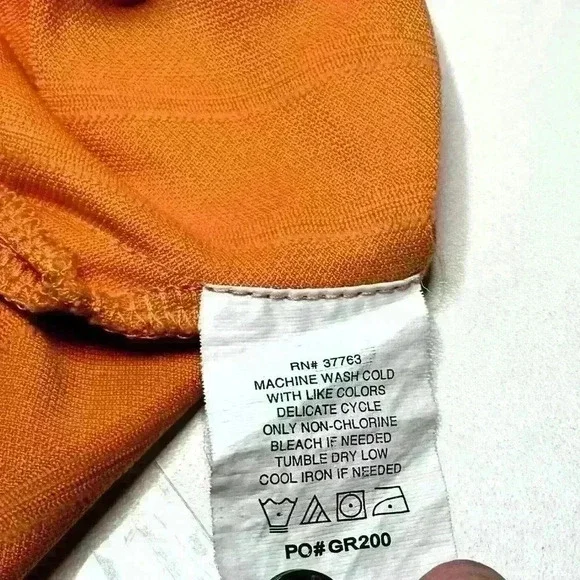 RN# 37763
MACHINE WASH COLD
WITH LIKE COLORS
DELICATE CYCLE
ONLY NON-CHLORINE
BLEACH IF NEEDED
TUMBLE DRY LOW
COOL IRON IF NEEDED
PO#GR200